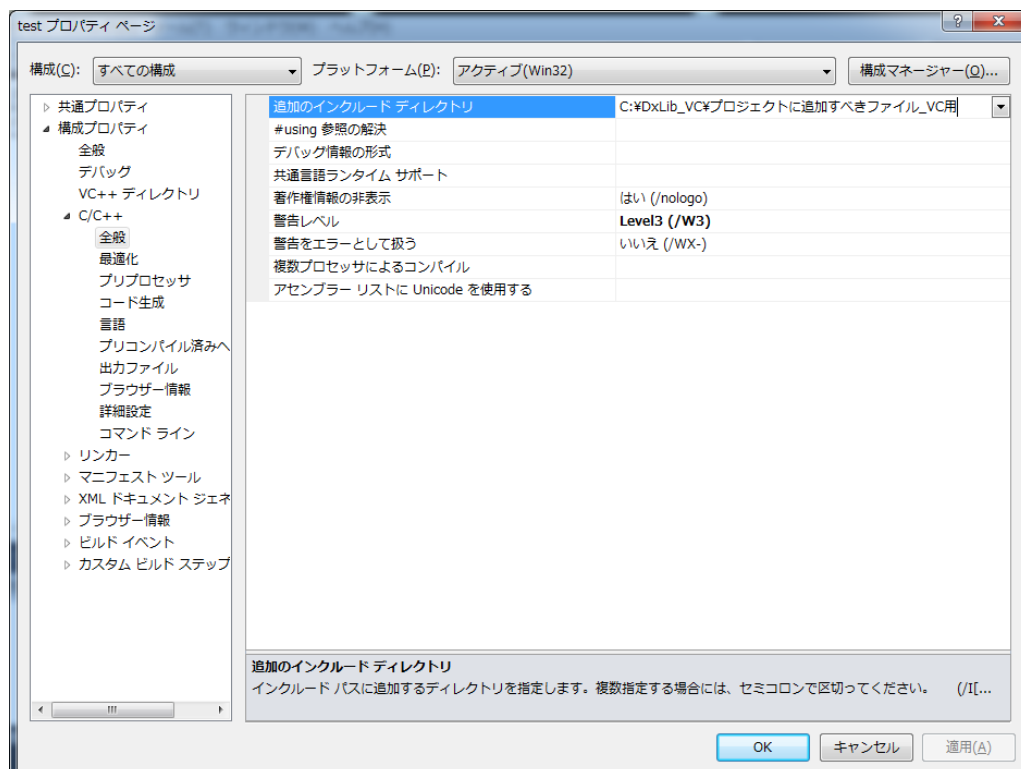 test プロパティ ページ
構成(C): すべての構成 プラットフォーム(P): アクティブ(Win32) 構成マネージャー(O)...
共通プロパティ
構成プロパティ
全般
デバッグ
VC++ ディレクトリ
C/C++
全般
最適化
プリプロセッサ
コード生成
言語
プリコンパイル済みヘ
出力ファイル
ブラウザー情報
詳細設定
コマンド ライン
リンカー
マニフェスト ツール
XML ドキュメント ジェネ
ブラウザー情報
ビルド イベント
カスタム ビルド ステップ
追加のインクルード ディレクトリ C:¥DxLib_VC¥プロジェクトに追加すべきファイル_VC用
#using 参照の解決
デバッグ情報の形式
共通言語ランタイム サポート
著作権情報の非表示 はい (/nologo)
警告レベル Level3 (/W3)
警告をエラーとして扱う いいえ (/WX-)
複数プロセッサによるコンパイル
アセンブラー リストに Unicode を使用する
追加のインクルード ディレクトリ
インクルード パスに追加するディレクトリを指定します。複数指定する場合には、セミコロンで区切ってください。 (/I[...
OK キャンセル 適用(A)